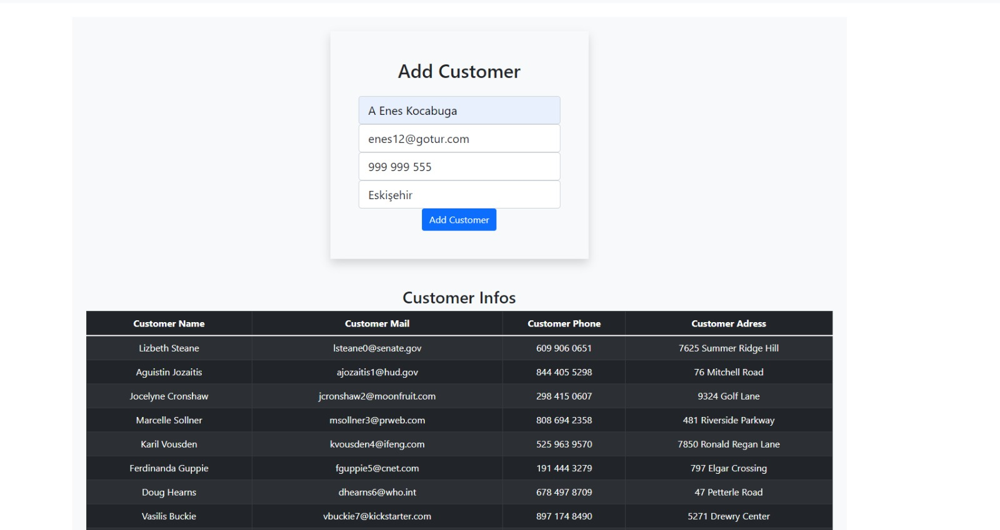 Add Customer
A Enes Kocabuga
enes12@gotur.com
999 999 555
Eskişehir
Add Customer
Customer Infos
Customer Name Customer Mail Customer Phone Customer Adress
Lizbeth Steane lsteane0@senate.gov 609 906 0651 7625 Summer Ridge Hill
Aguistin Jozaitis ajozaitis1@hud.gov 844 405 5298 76 Mitchell Road
Jocelyne Cronshaw jcronshaw2@moonfruit.com 298 415 0607 9324 Golf Lane
Marcelle Sollner msollner3@prweb.com 808 694 2358 481 Riverside Parkway
Karil Vousden kvousden4@ifeng.com 525 963 9570 7850 Ronald Regan Lane
Ferdinanda Guppie fguppie5@cnet.com 191 444 3279 797 Elgar Crossing
Doug Hearns dhearns6@who.int 678 497 8709 47 Petterle Road
Vasilis Buckie vbuckie7@kickstarter.com 897 174 8490 5271 Drewry Center